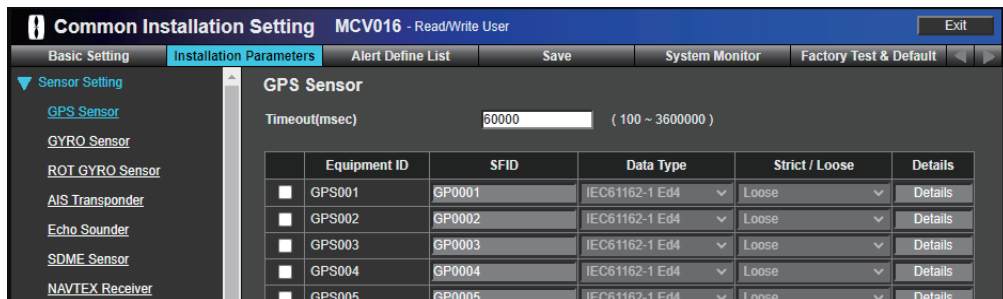 Common Installation Setting MCV016 - Read/Write User Exit
Basic Setting Installation Parameters Alert Define List Save System Monitor Factory Test & Default
Sensor Setting
GPS Sensor
GYRO Sensor
ROT GYRO Sensor
AIS Transponder
Echo Sounder
SDME Sensor
NAVTEX Receiver
GPS Sensor
Timeout(msec) 60000 ( 100 ~ 3600000 )
Equipment ID SFID Data Type Strict / Loose Details
GPS001 GP0001 IEC61162-1 Ed4 Loose Details
GPS002 GP0002 IEC61162-1 Ed4 Loose Details
GPS003 GP0003 IEC61162-1 Ed4 Loose Details
GPS004 GP0004 IEC61162-1 Ed4 Loose Details
GPS005 GP0005 IEC61162-1 Ed4 Loose Details